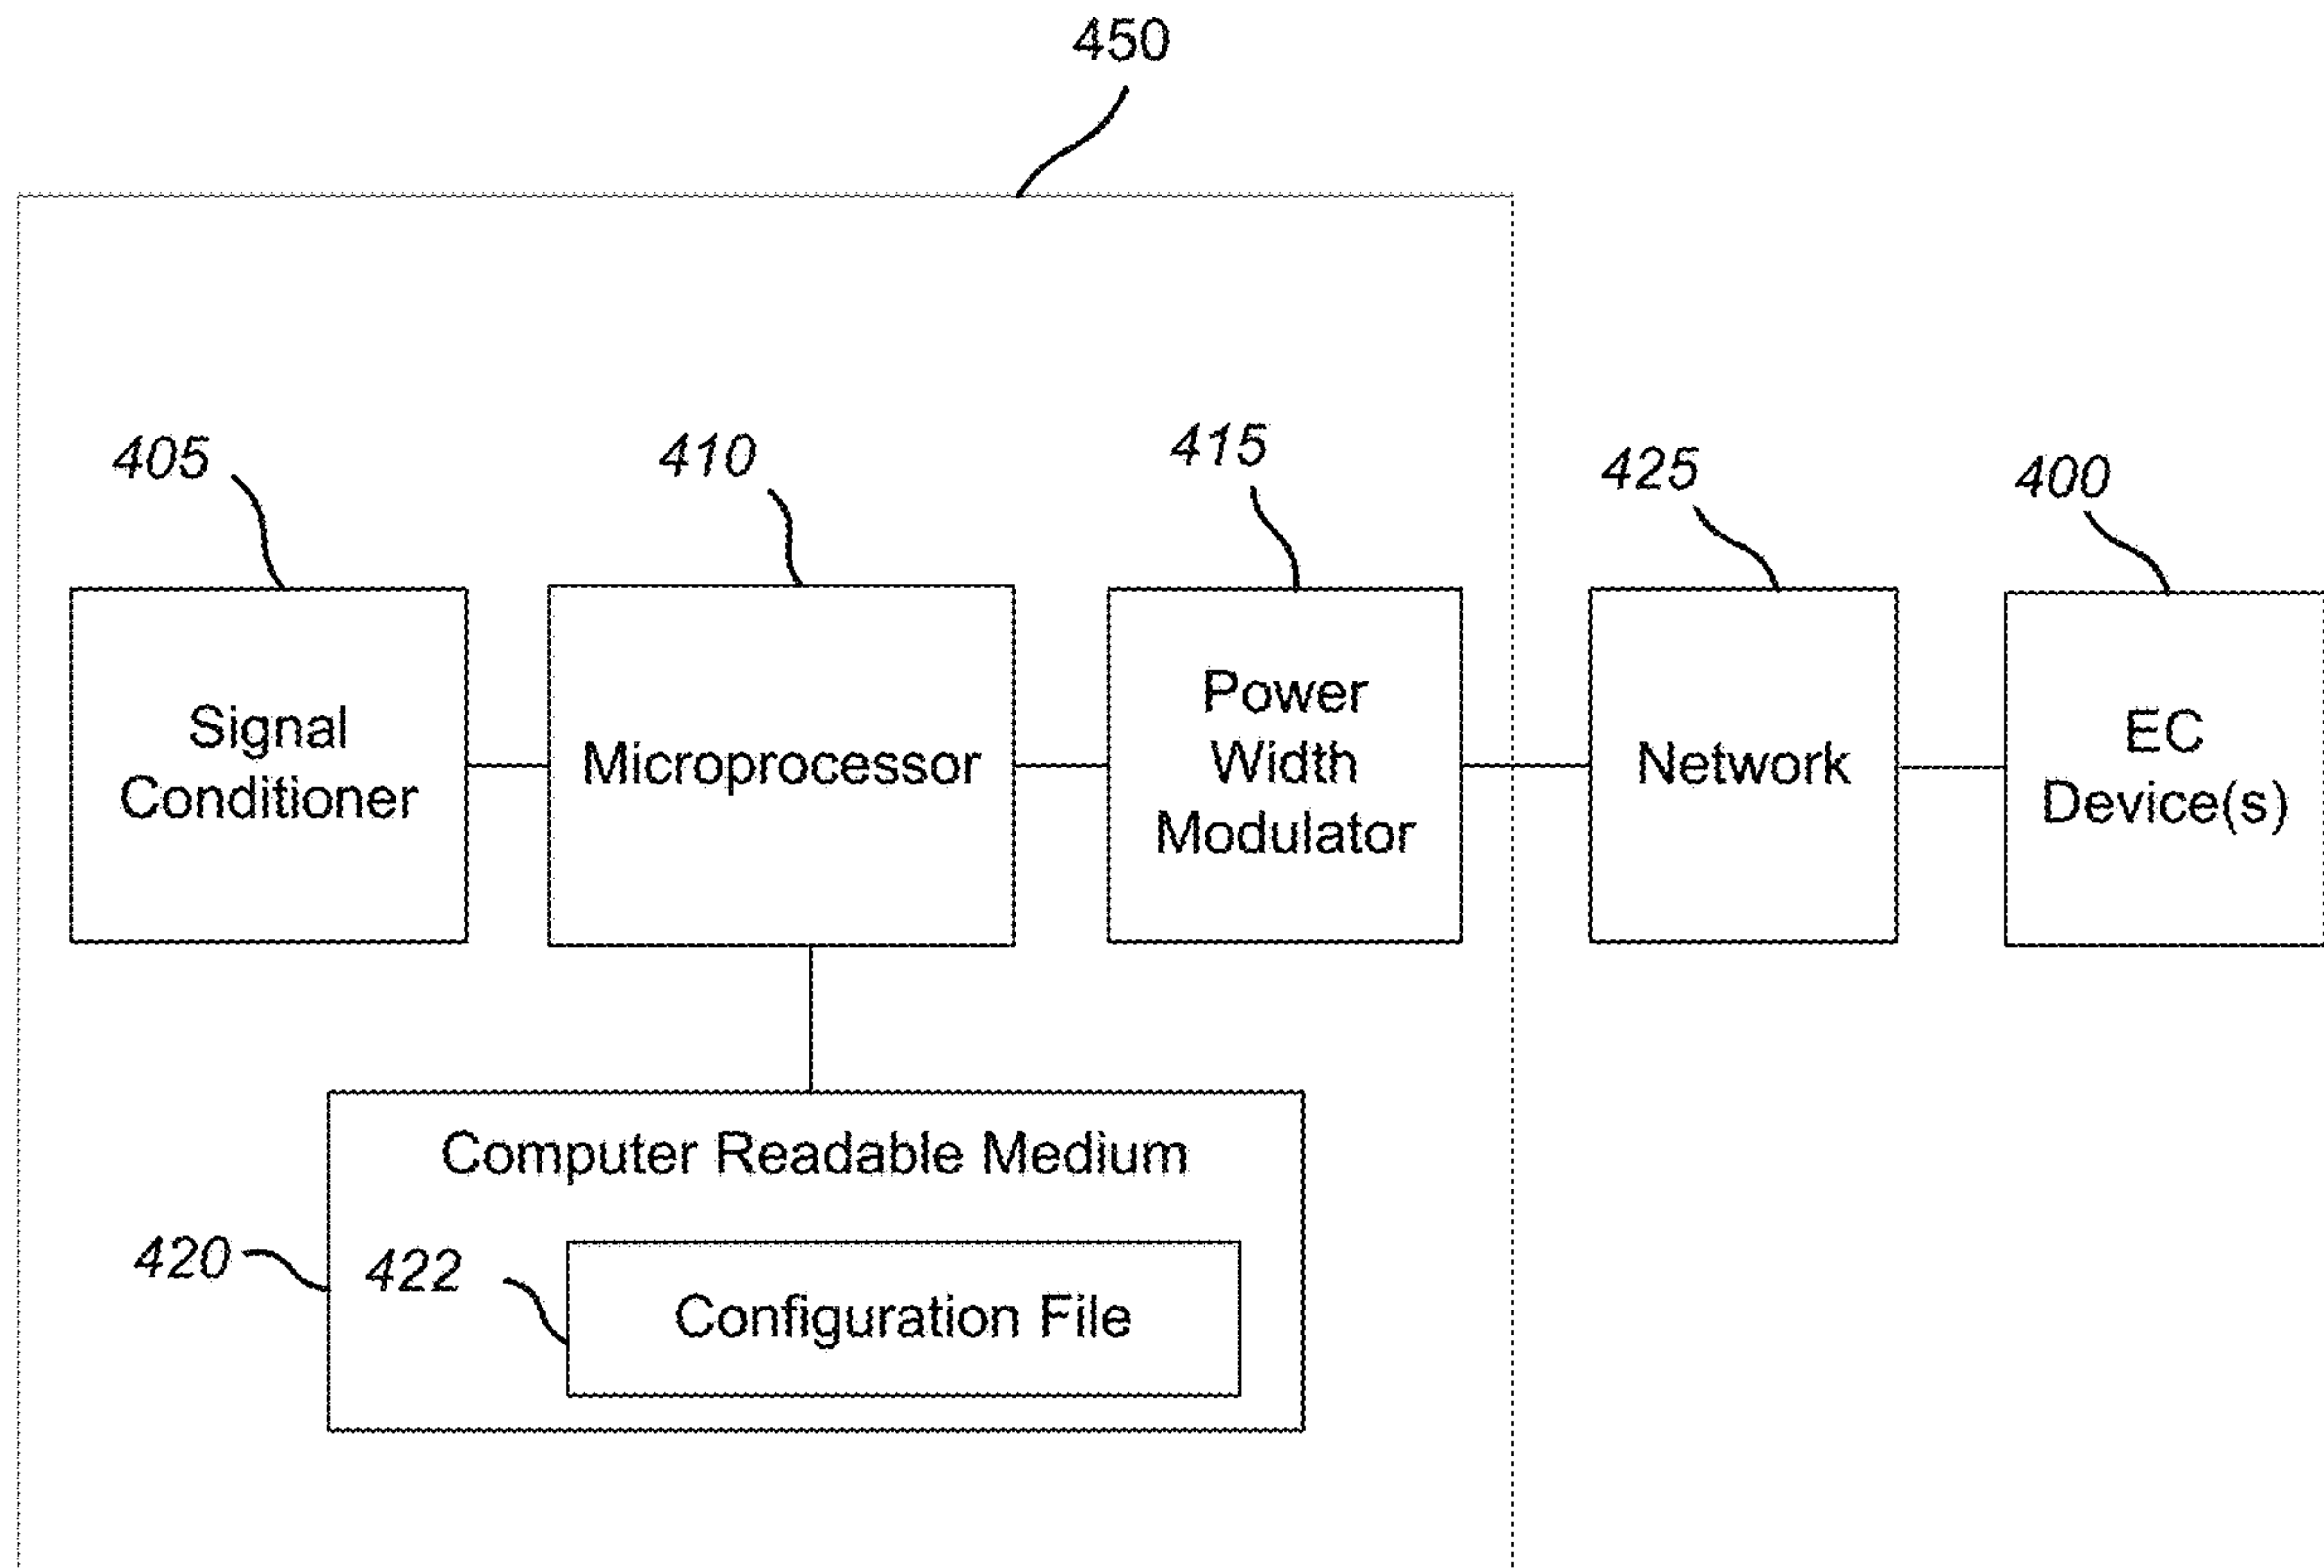 450
405
410
415
425
400
Signal
Conditioner
Microprocessor
Power
Width
Modulator
Network
EC
Device(s)
Computer Readable Medium
420
422
Configuration File